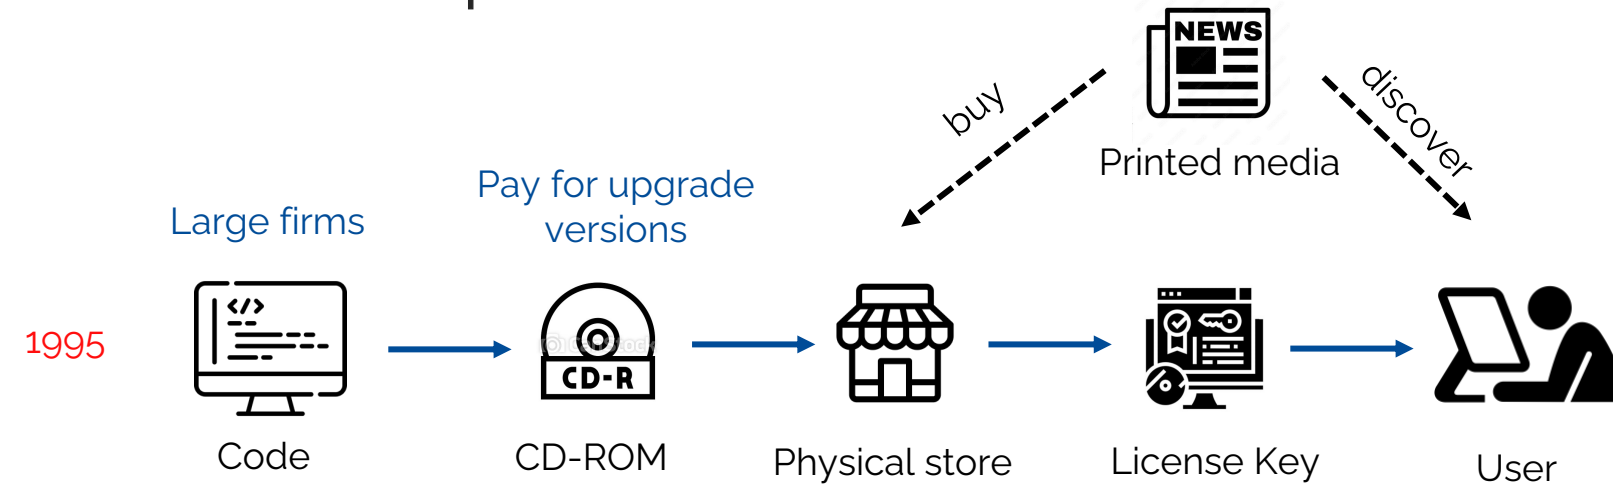 NEWS
buy
discover
Printed media
Pay for upgrade
versions
Large firms
1995
</>
CanStock
CD-R
Code
CD-ROM
Physical store
License Key
User